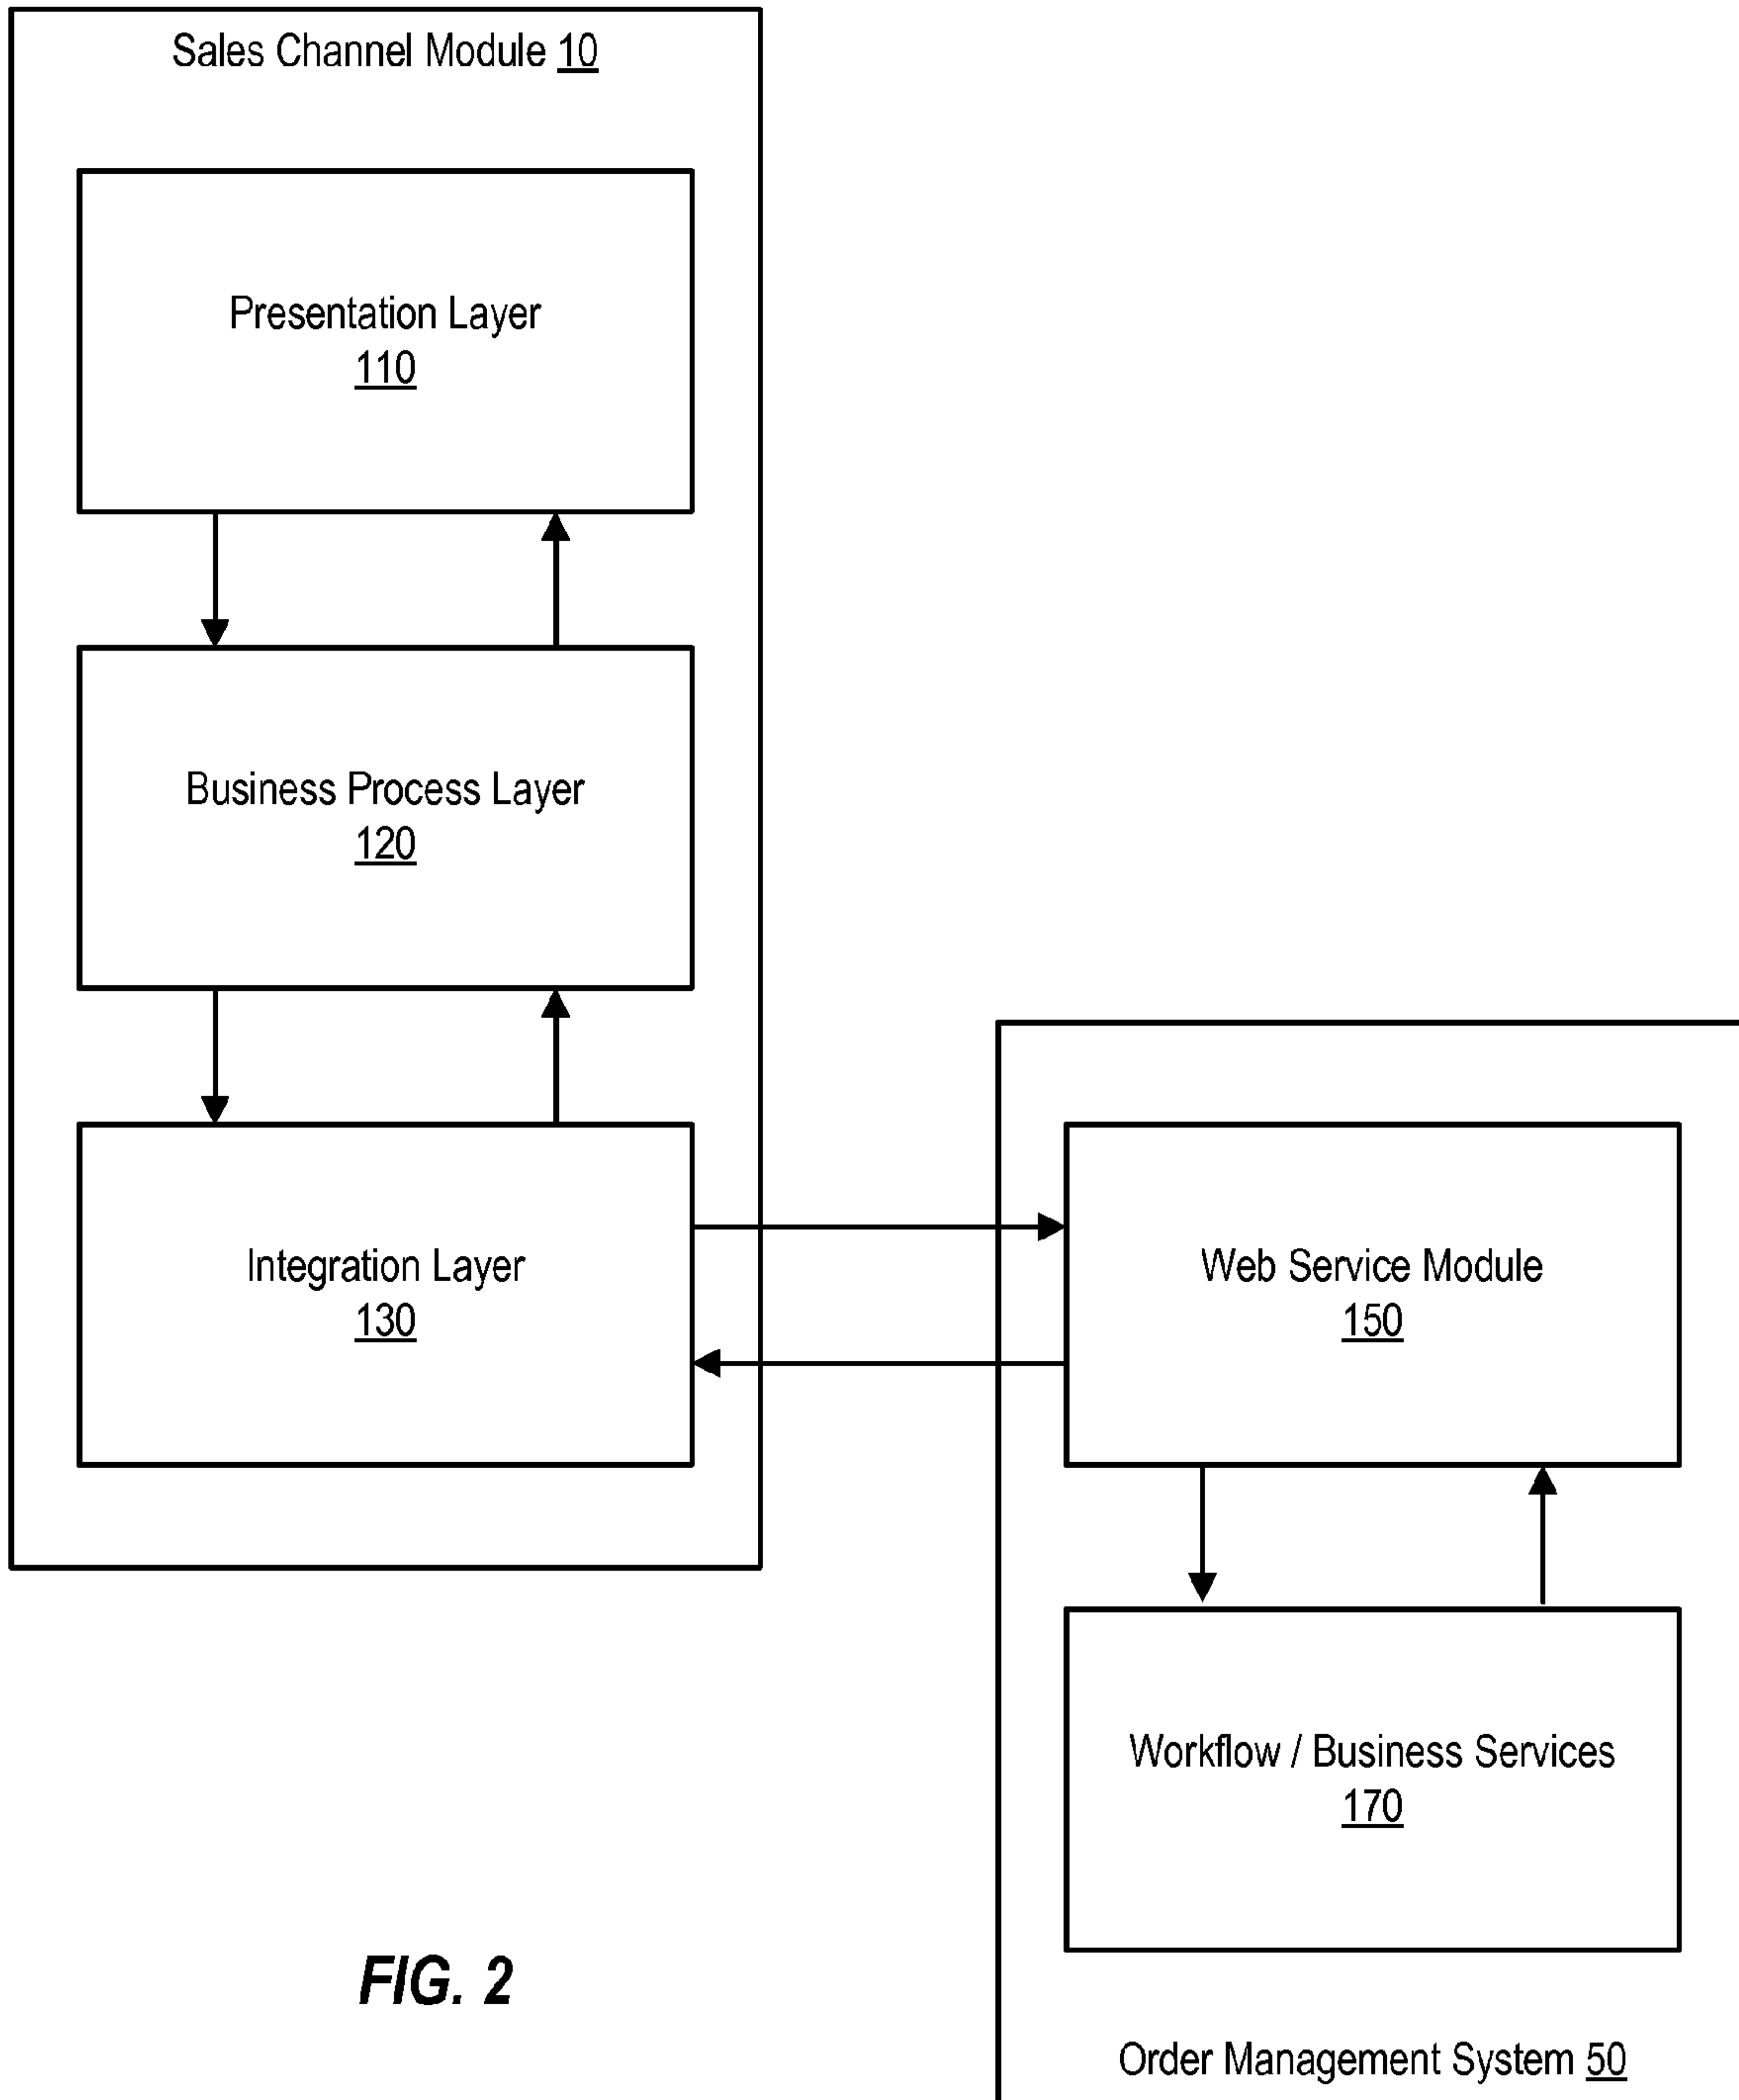 Sales Channel Module 10
Presentation Layer
110
Business Process Layer
120
Integration Layer
130
Web Service Module
150
Workflow / Business Services
170
Order Management System 50
FIG. 2